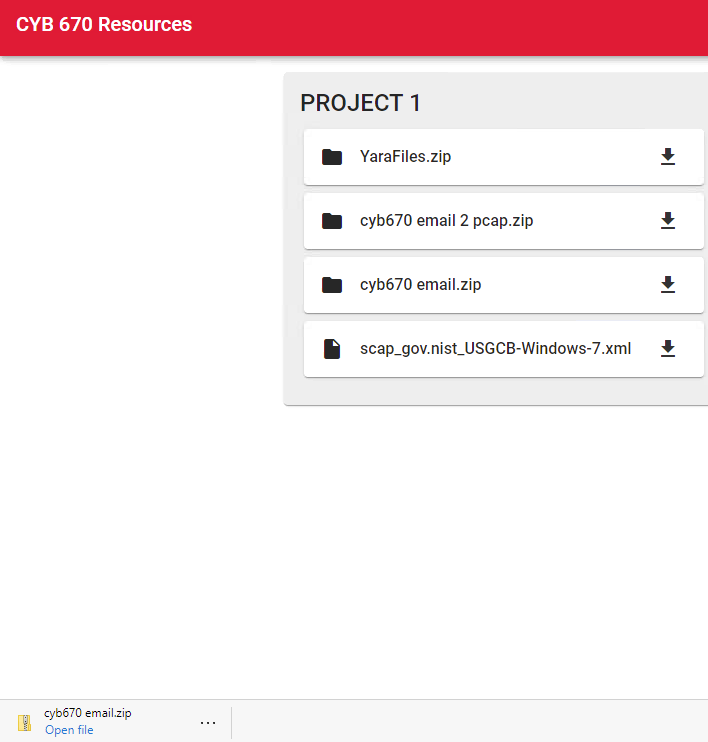 CYB 670 Resources
PROJECT 1
YaraFiles.zip
cyb670 email 2 pcap.zip
cyb670 email.zip
scap_gov.nist_USGCB-Windows-7.xml
cyb670 email.zip
Open file